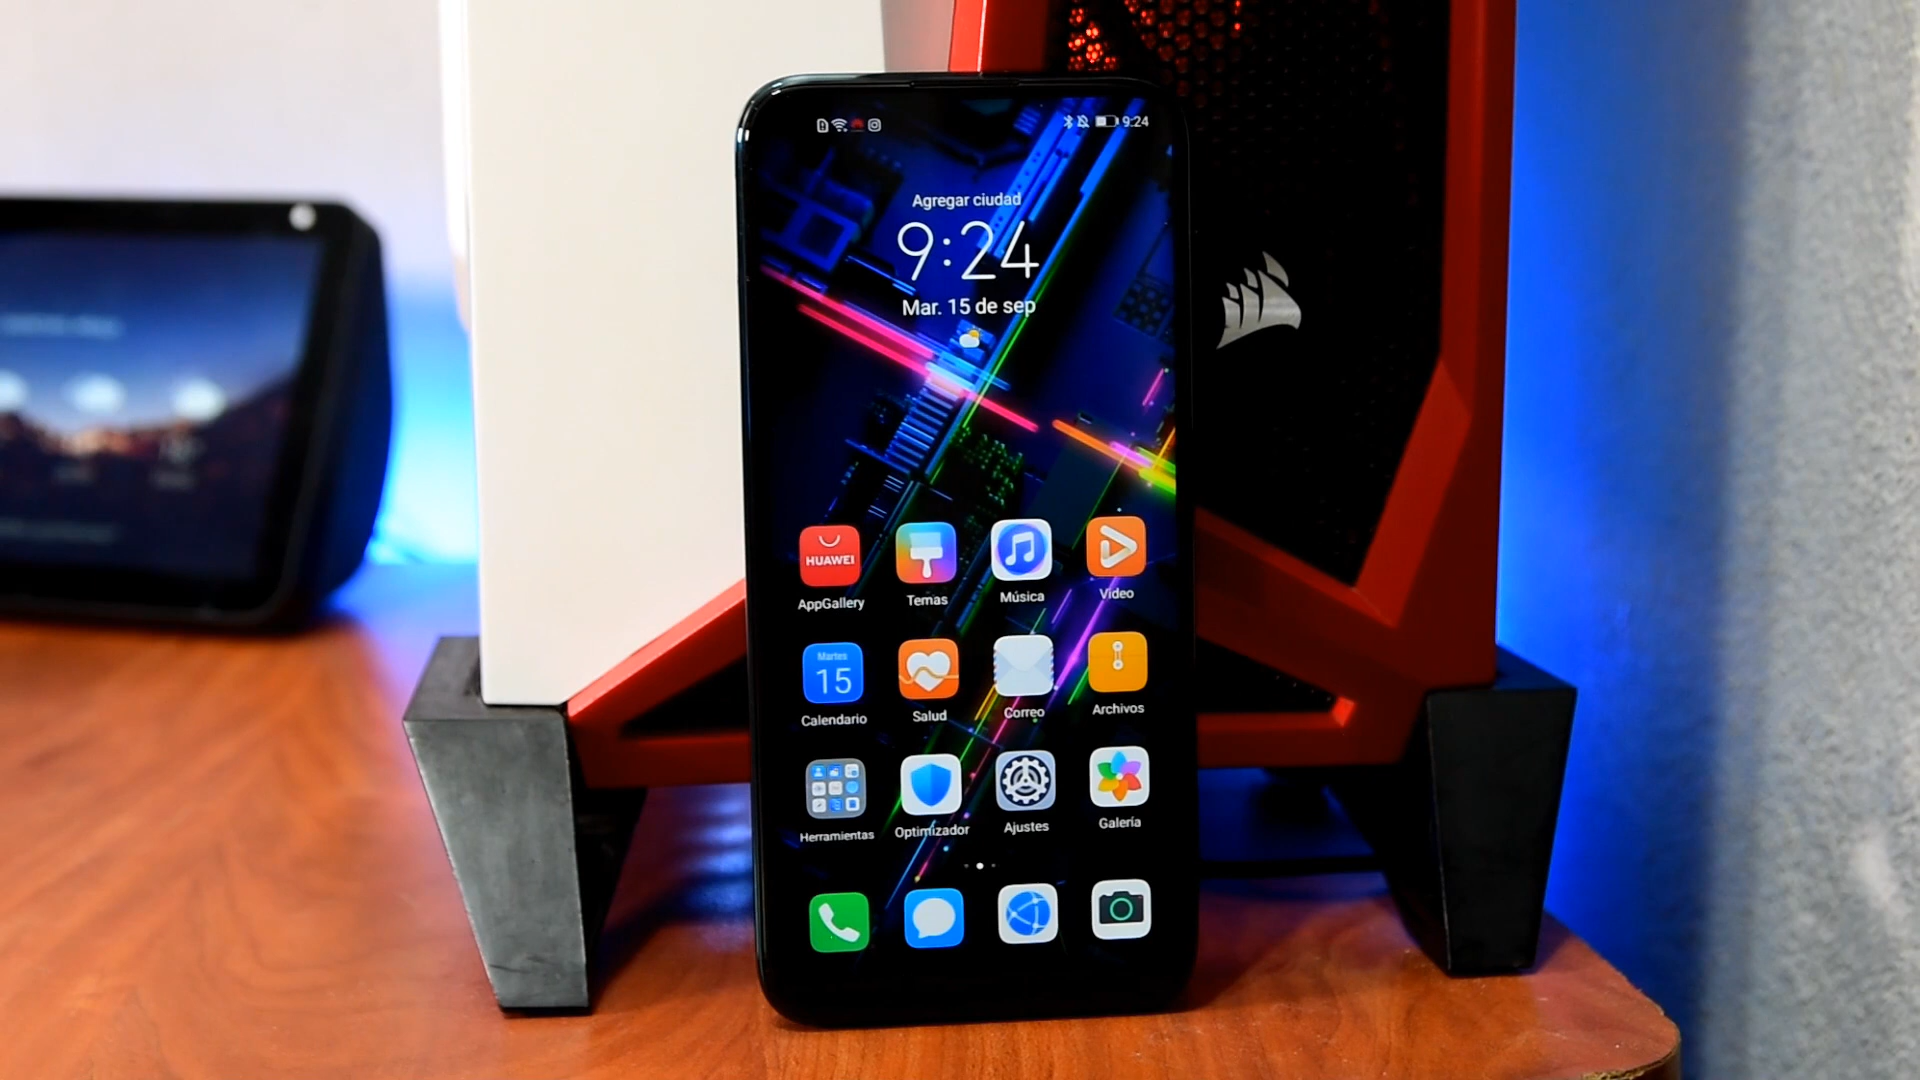 9:24
Agregar ciudad
9:24
Mar. 15 de sep
HUAWEI
AppGallery
Temas
Música
Video
Martes
15
Calendario
Salud
Correo
Archivos
Herramientas
Optimizador
Ajustes
Galería